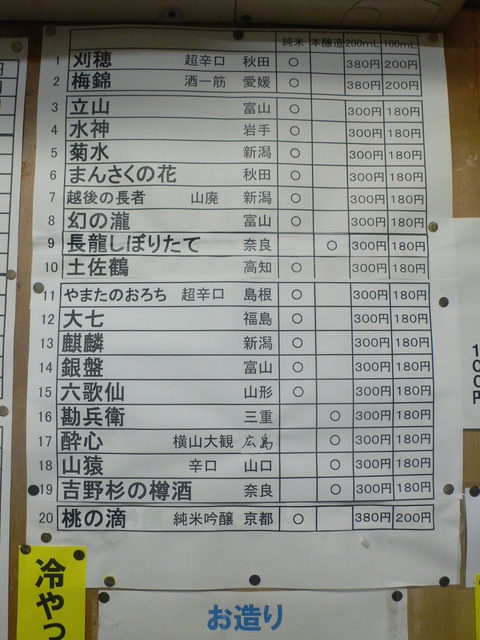 純米 本醸造 200mL 100mL
1 刈穂 超辛口 秋田 ○ 380円 200円
2 梅錦 酒一筋 愛媛 ○ 380円 200円
3 立山 富山 ○ 300円 180円
4 水神 岩手 ○ 300円 180円
5 菊水 新潟 ○ 300円 180円
6 まんさくの花 秋田 ○ 300円 180円
7 越後の長者 山廃 新潟 ○ 300円 180円
8 幻の瀧 富山 ○ 300円 180円
9 長龍しぼりたて 奈良 ○ 300円 180円
10 土佐鶴 高知 ○ 300円 180円
11 やまたのおろち 超辛口 島根 ○ 300円 180円
12 大七 福島 ○ 300円 180円
13 麒麟 新潟 ○ 300円 180円
14 銀盤 富山 ○ 300円 180円
15 六歌仙 山形 ○ 300円 180円
16 勘兵衛 三重 ○ 300円 180円
17 酔心 横山大観 広島 ○ 300円 180円
18 山猿 辛口 山口 ○ 300円 180円
19 吉野杉の樽酒 奈良 ○ 300円 180円
20 桃の滴 純米吟醸 京都 ○ 380円 200円
冷やっ
お造り